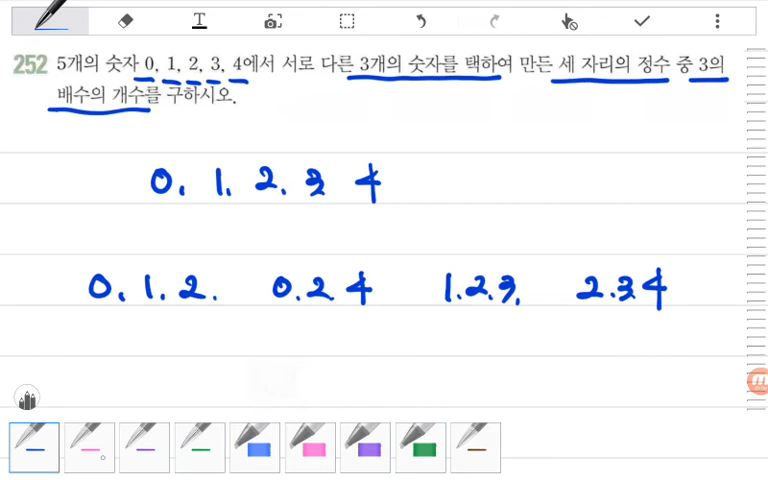 252 5개의 숫자 0, 1, 2, 3, 4에서 서로 다른 3개의 숫자를 택하여 만든 세 자리의 정수 중 3의
배수의 개수를 구하시오.
0. 1. 2. 3 4
0. 1. 2. 0. 2. 4 1. 2. 3. 2. 3 4